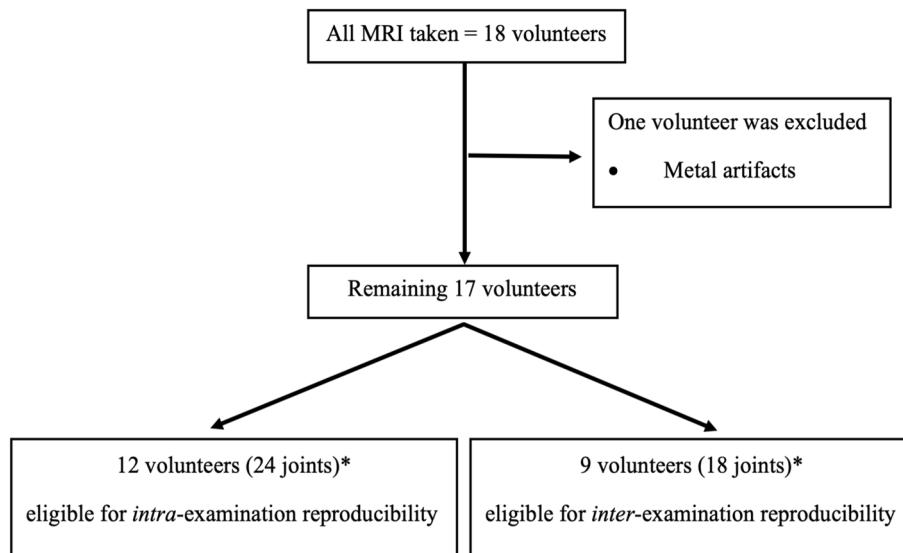 All MRI taken = 18 volunteers
One volunteer was excluded
• Metal artifacts
Remaining 17 volunteers
12 volunteers (24 joints)*
eligible for intra-examination reproducibility
9 volunteers (18 joints)*
eligible for inter-examination reproducibility